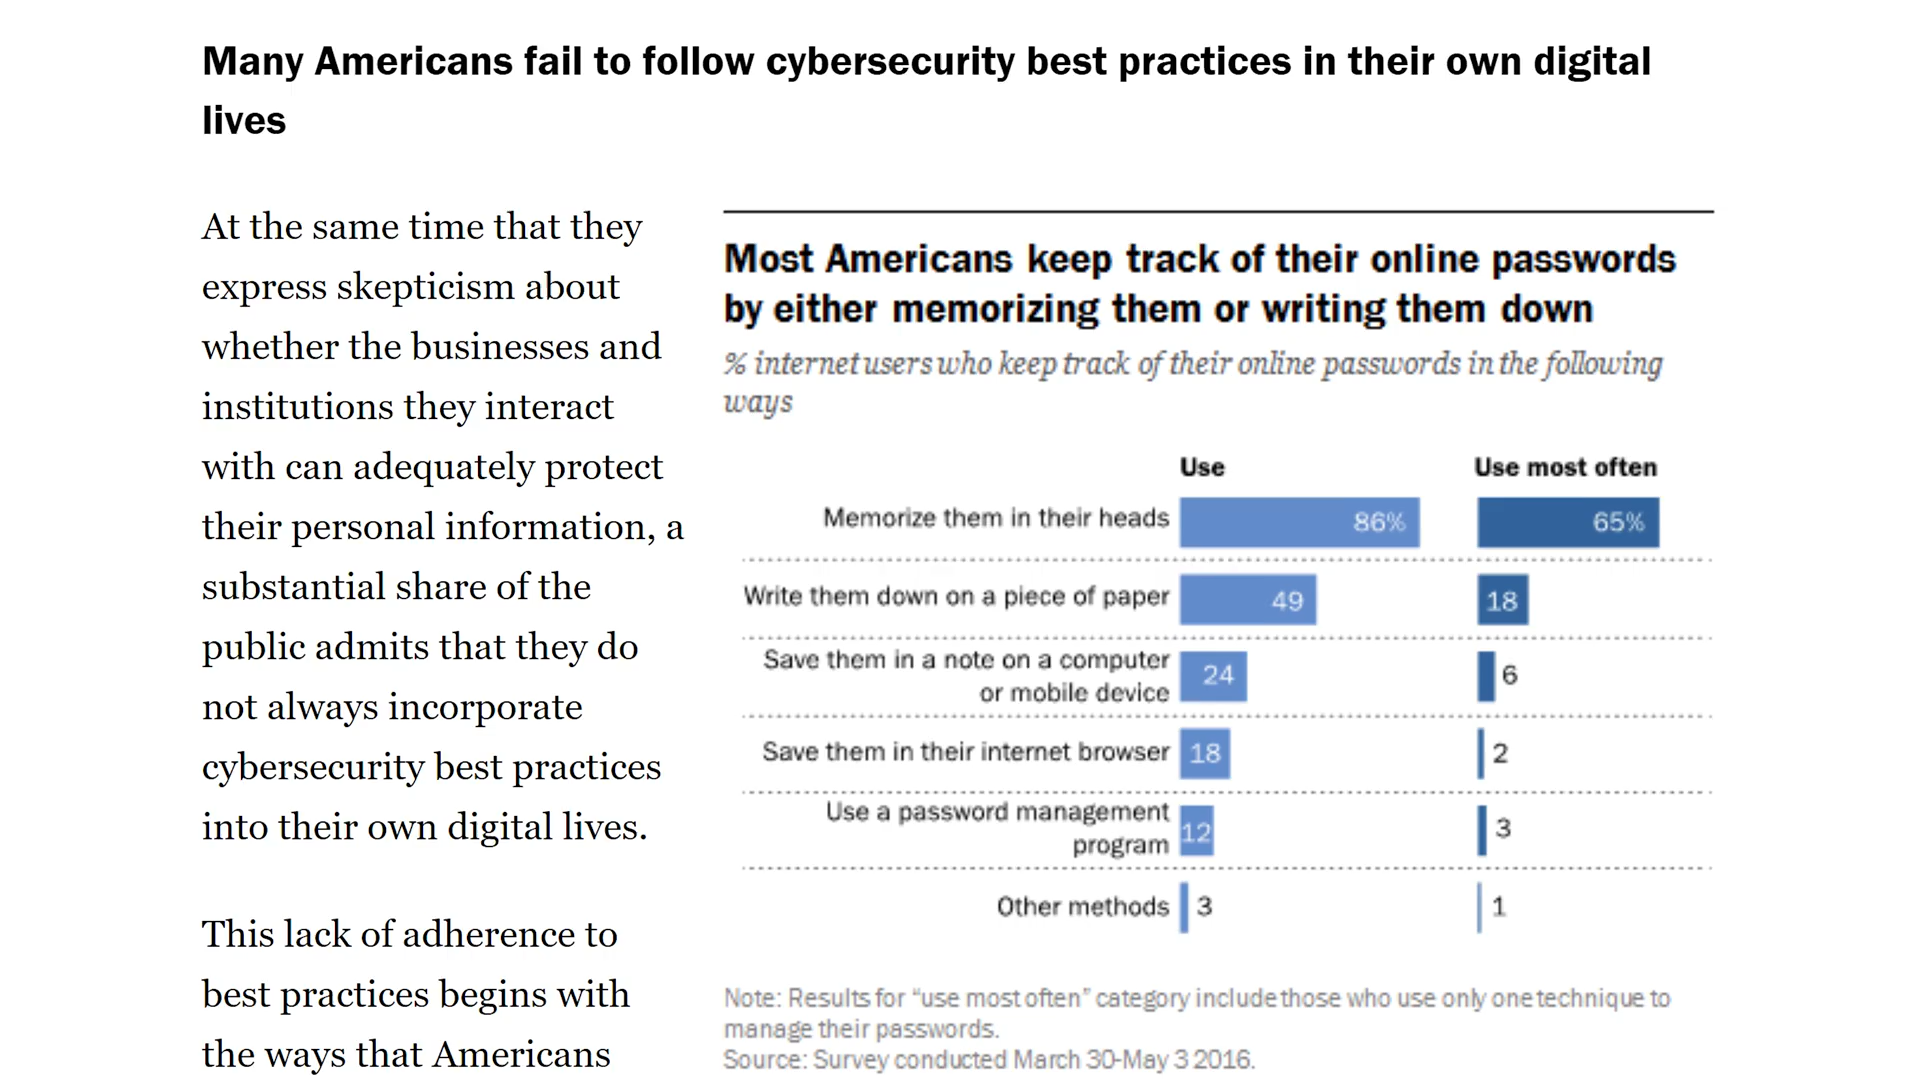 Many Americans fail to follow cybersecurity best practices in their own digital
lives
At the same time that they
express skepticism about
whether the businesses and
institutions they interact
with can adequately protect
their personal information, a
substantial share of the
public admits that they do
not always incorporate
cybersecurity best practices
into their own digital lives.
This lack of adherence to
best practices begins with
the ways that Americans
Most Americans keep track of their online passwords
by either memorizing them or writing them down
% internet users who keep track of their online passwords in the following
ways
Use Use most often
Memorize them in their heads 86% 65%
Write them down on a piece of paper 49 18
Save them in a note on a computer
or mobile device 24 6
Save them in their internet browser 18 2
Use a password management
program 12 3
Other methods 3 1
Note: Results for “use most often” category include those who use only one technique to
manage their passwords.
Source: Survey conducted March 30-May 3 2016.